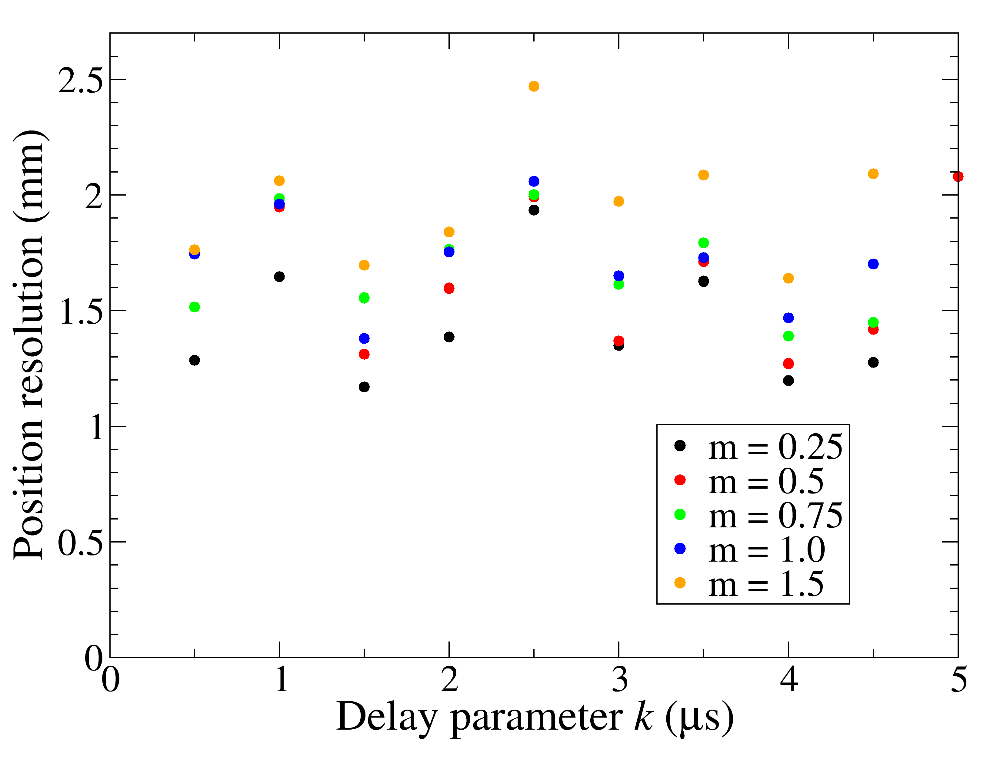 Position resolution (mm)
2.5
2
1.5
1
0.5
0
0 1 2 3 4 5
Delay parameter k (μs)
m = 0.25
m = 0.5
m = 0.75
m = 1.0
m = 1.5